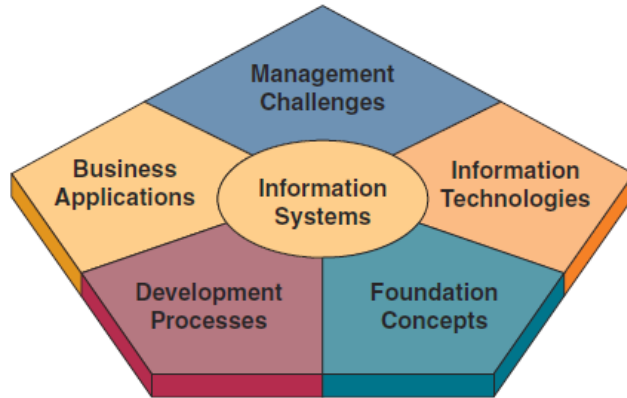 Management
Challenges
Business
Applications
Information
Systems
Information
Technologies
Development
Processes
Foundation
Concepts